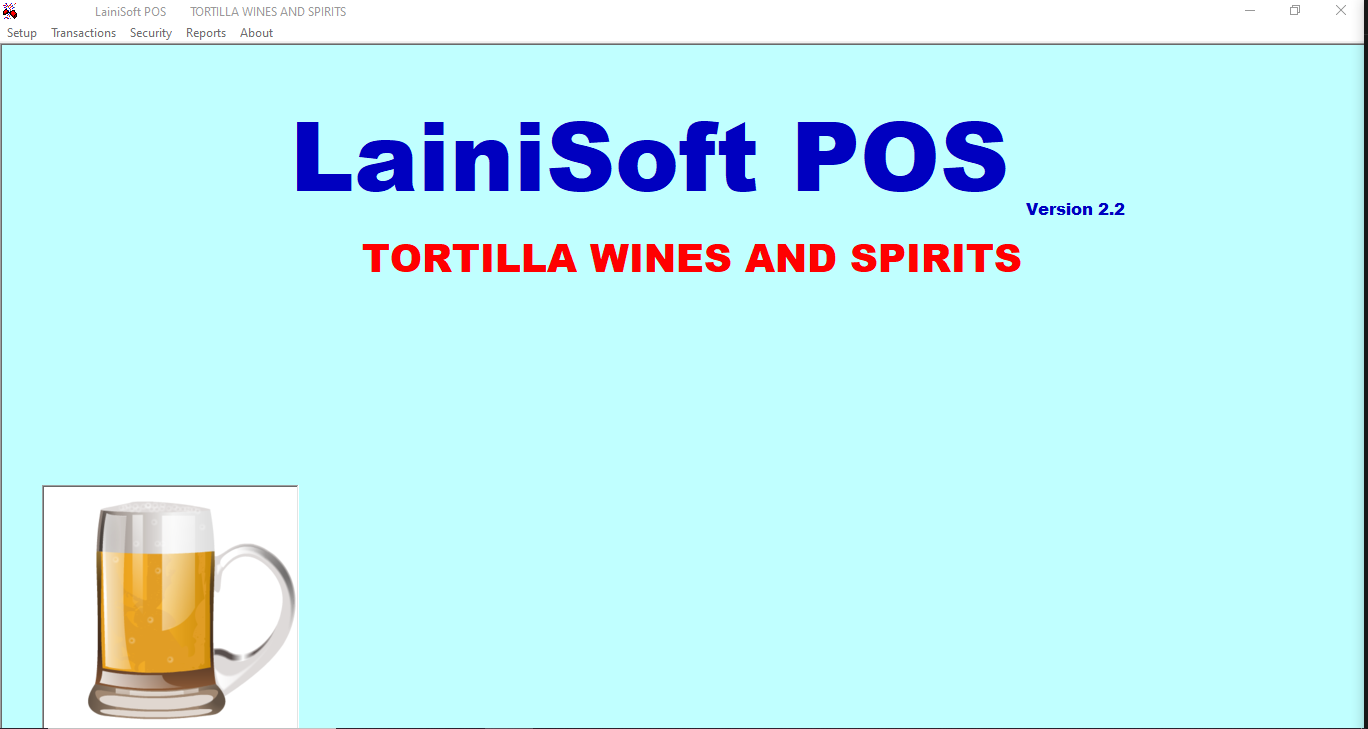 LainiSoft POS TORTILLA WINES AND SPIRITS
Setup Transactions Security Reports About
LainiSoft POS
Version 2.2
TORTILLA WINES AND SPIRITS